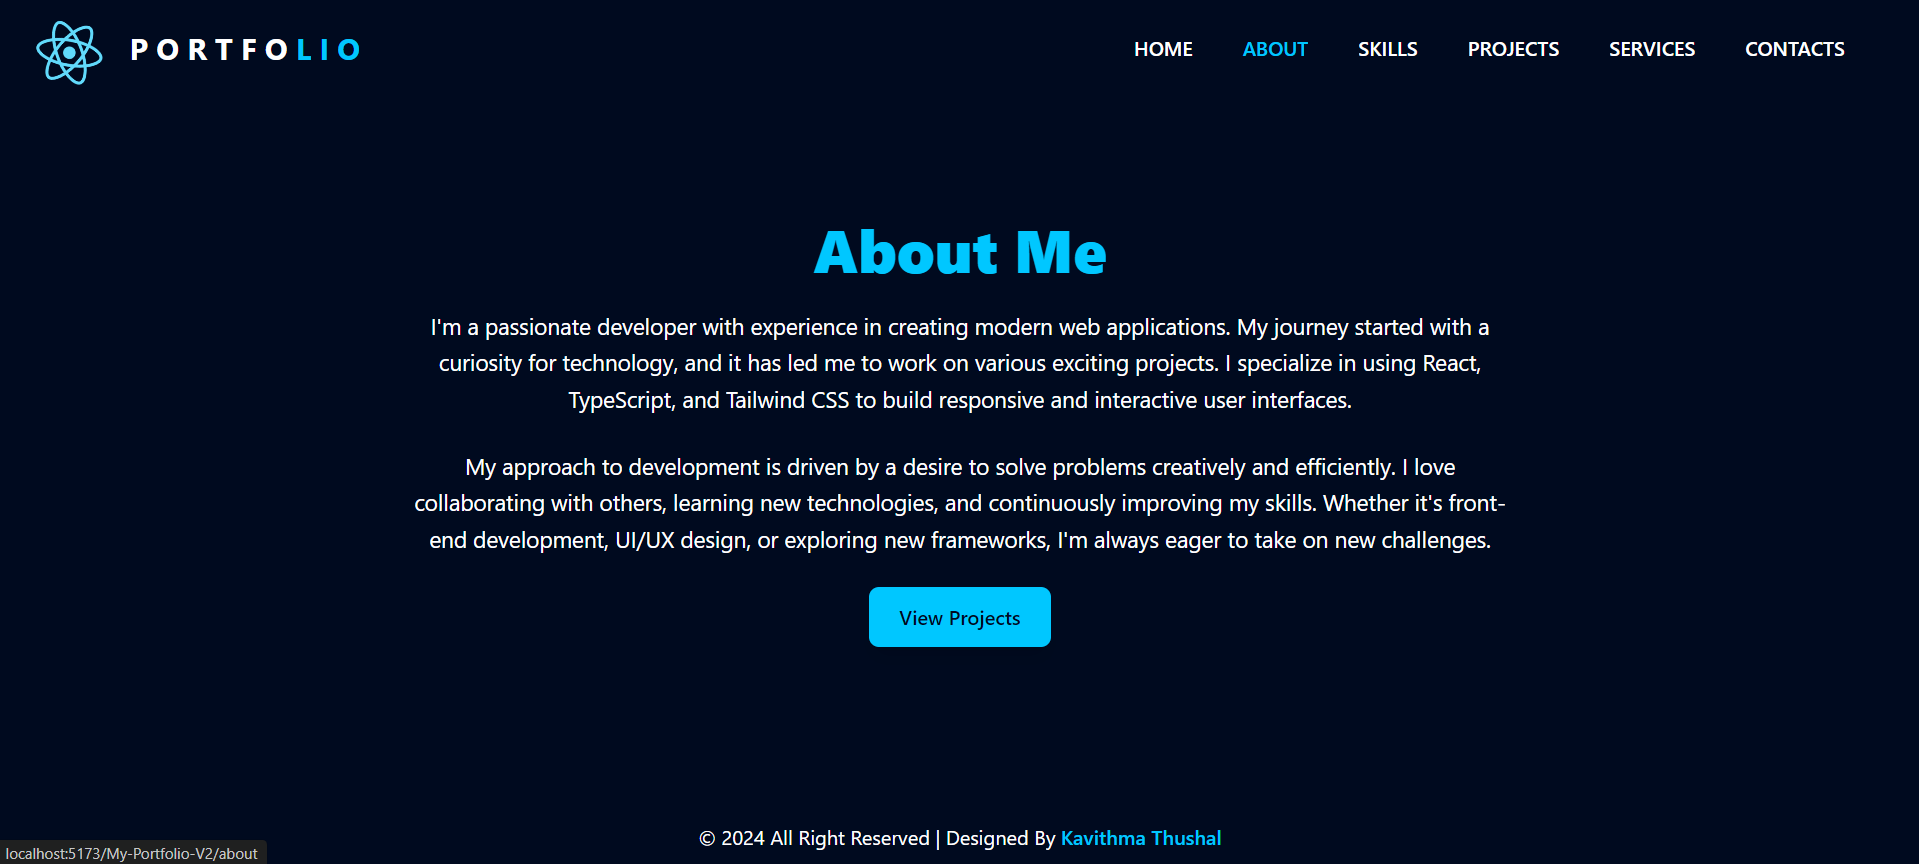 PORTFOLIO
HOME ABOUT SKILLS PROJECTS SERVICES CONTACTS
About Me
I'm a passionate developer with experience in creating modern web applications. My journey started with a
curiosity for technology, and it has led me to work on various exciting projects. I specialize in using React,
TypeScript, and Tailwind CSS to build responsive and interactive user interfaces.
My approach to development is driven by a desire to solve problems creatively and efficiently. I love
collaborating with others, learning new technologies, and continuously improving my skills. Whether it's front-
end development, UI/UX design, or exploring new frameworks, I'm always eager to take on new challenges.
View Projects
© 2024 All Right Reserved | Designed By Kavithma Thushal
localhost:5173/My-Portfolio-V2/about